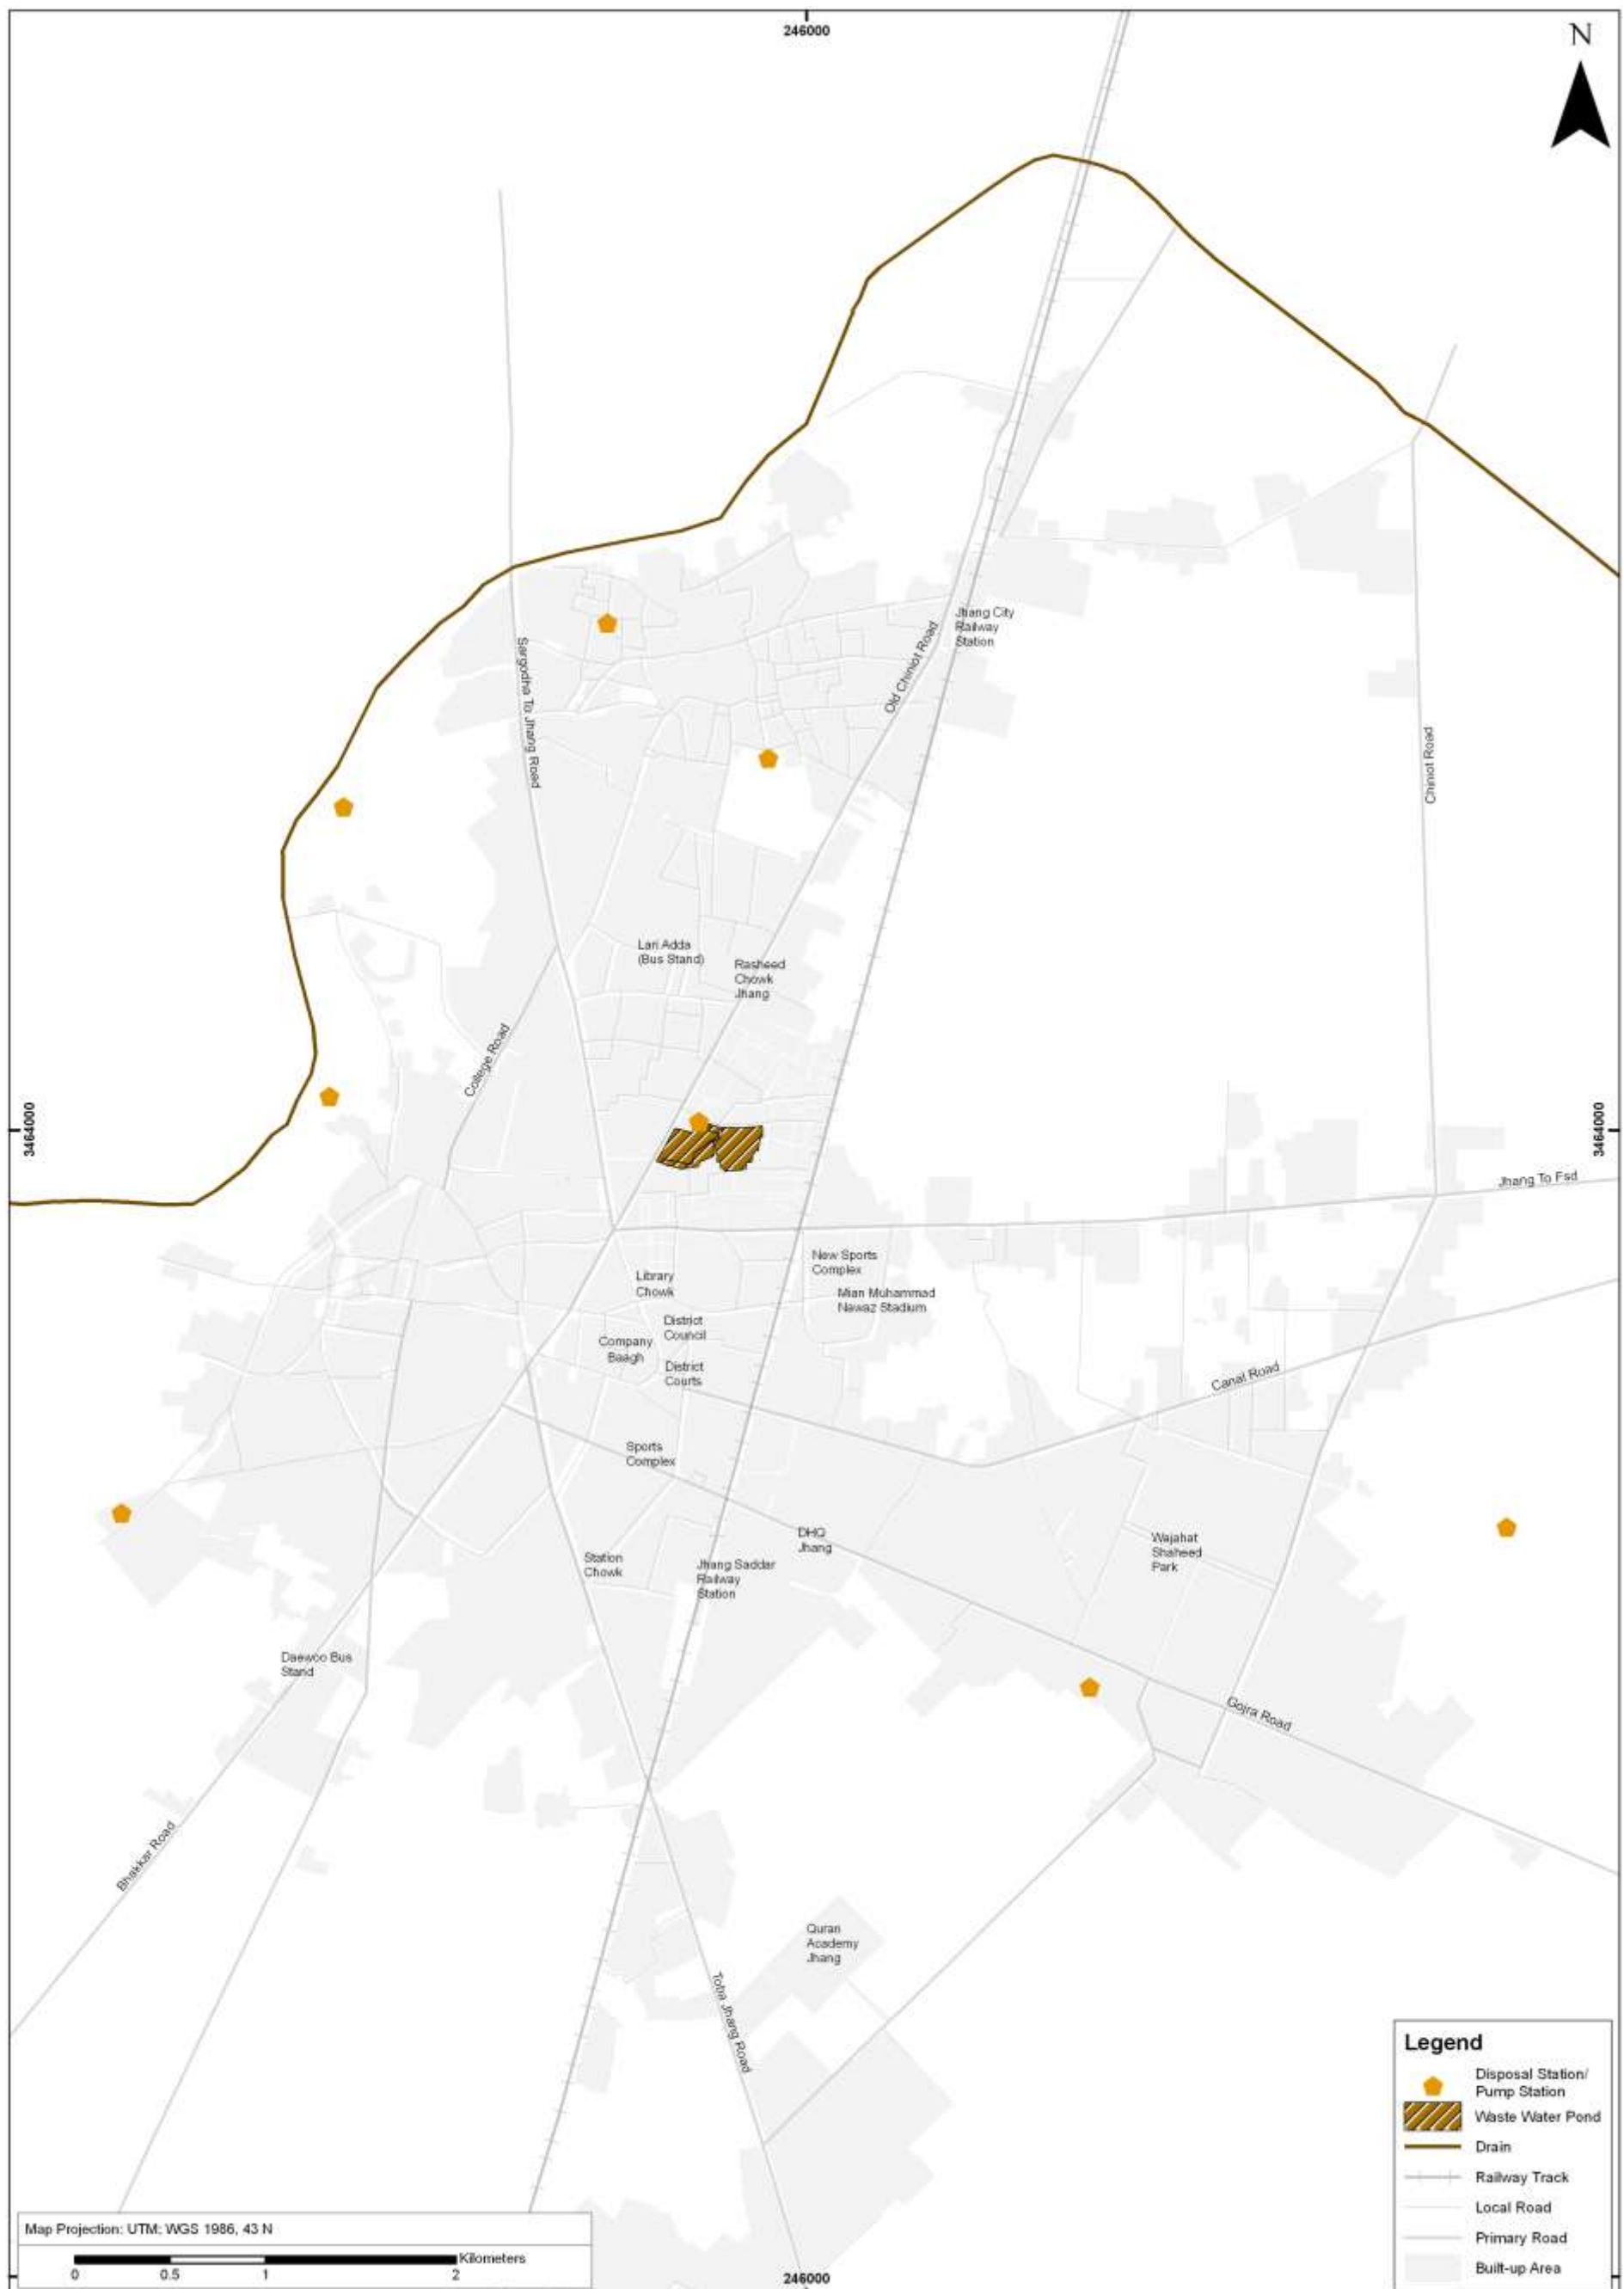 246000
N
Jhang City
Railway
Station
Old Chiniot Road
Sargodha To Jhang Road
Chiniot Road
Lari Adda
(Bus Stand)
Rasheed
Chowk
Jhang
College Road
3464000
3464000
Jhang To Fsd
New Sports
Complex
Library
Chowk
Mian Muhammad
Nawaz Stadium
District
Council
Company
Baagh
District
Courts
Canal Road
Sports
Complex
DHQ
Jhang
Wajahat
Shaheed
Park
Station
Chowk
Jhang Saddar
Railway
Station
Daewoo Bus
Stand
Gojra Road
Bhakkar Road
Quran
Academy
Jhang
Toba Jhang Road
Legend
Disposal Station/
Pump Station
Waste Water Pond
Drain
Railway Track
Local Road
Primary Road
Built-up Area
Map Projection: UTM; WGS 1986, 43 N
Kilometers
0 0.5 1 2
246000